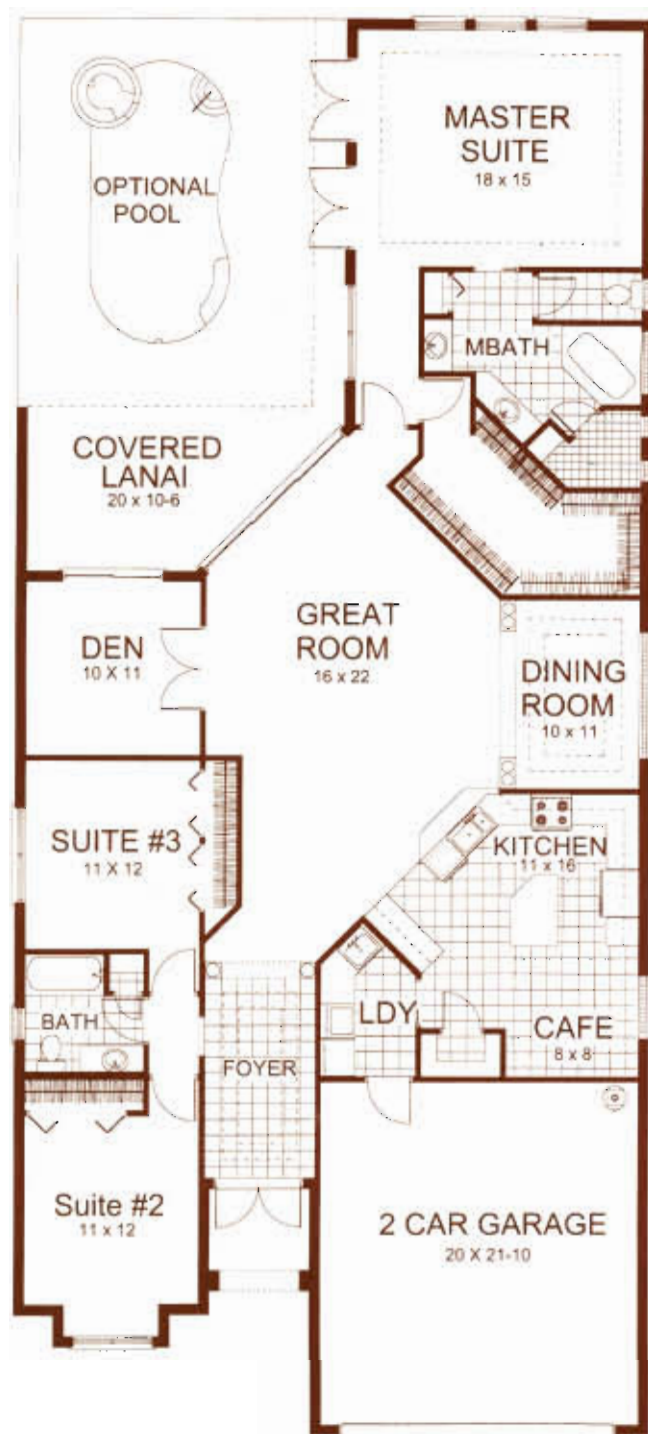 MASTER
SUITE
18 x 15
OPTIONAL
POOL
MBATH
COVERED
LANAI
20 x 10-6
GREAT
ROOM
16 x 22
DEN
10 X 11
DINING
ROOM
10 x 11
SUITE #3
11 X 12
KITCHEN
11 x 16
BATH
LDY
CAFE
8 x 8
FOYER
Suite #2
11 x 12
2 CAR GARAGE
20 X 21-10